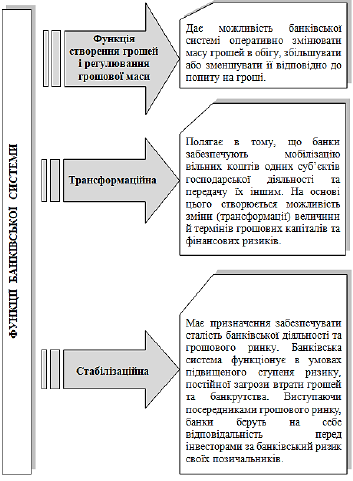 ФУНКЦІЇ БАНКІВСЬКОЇ СИСТЕМИ
Функція
створення грошей
і регулювання
грошової маси
Дає можливість банківської
системі оперативно змінювати
масу грошей в обігу, збільшувати
або зменшувати її відповідно до
попиту на гроші.
Трансформаційна
Полягає в тому, що банки
забезпечують мобілізацію
вільних коштів одних суб’єктів
господарської діяльності та
передачу їх іншим. На основі
цього створюється можливість
зміни (трансформації) величини
й термінів грошових капіталів та
фінансових ризиків.
Стабілізаційна
Має призначення забезпечувати
сталість банківської діяльності та
грошового ринку. Банківська
система функціонує в умовах
підвищеного ступеня ризику,
постійної загрози втрати грошей
та банкрутства. Виступаючи
посередниками грошового ринку,
банки беруть на себе
відповідальність перед
інвесторами за банківський ризик
своїх позичальників.